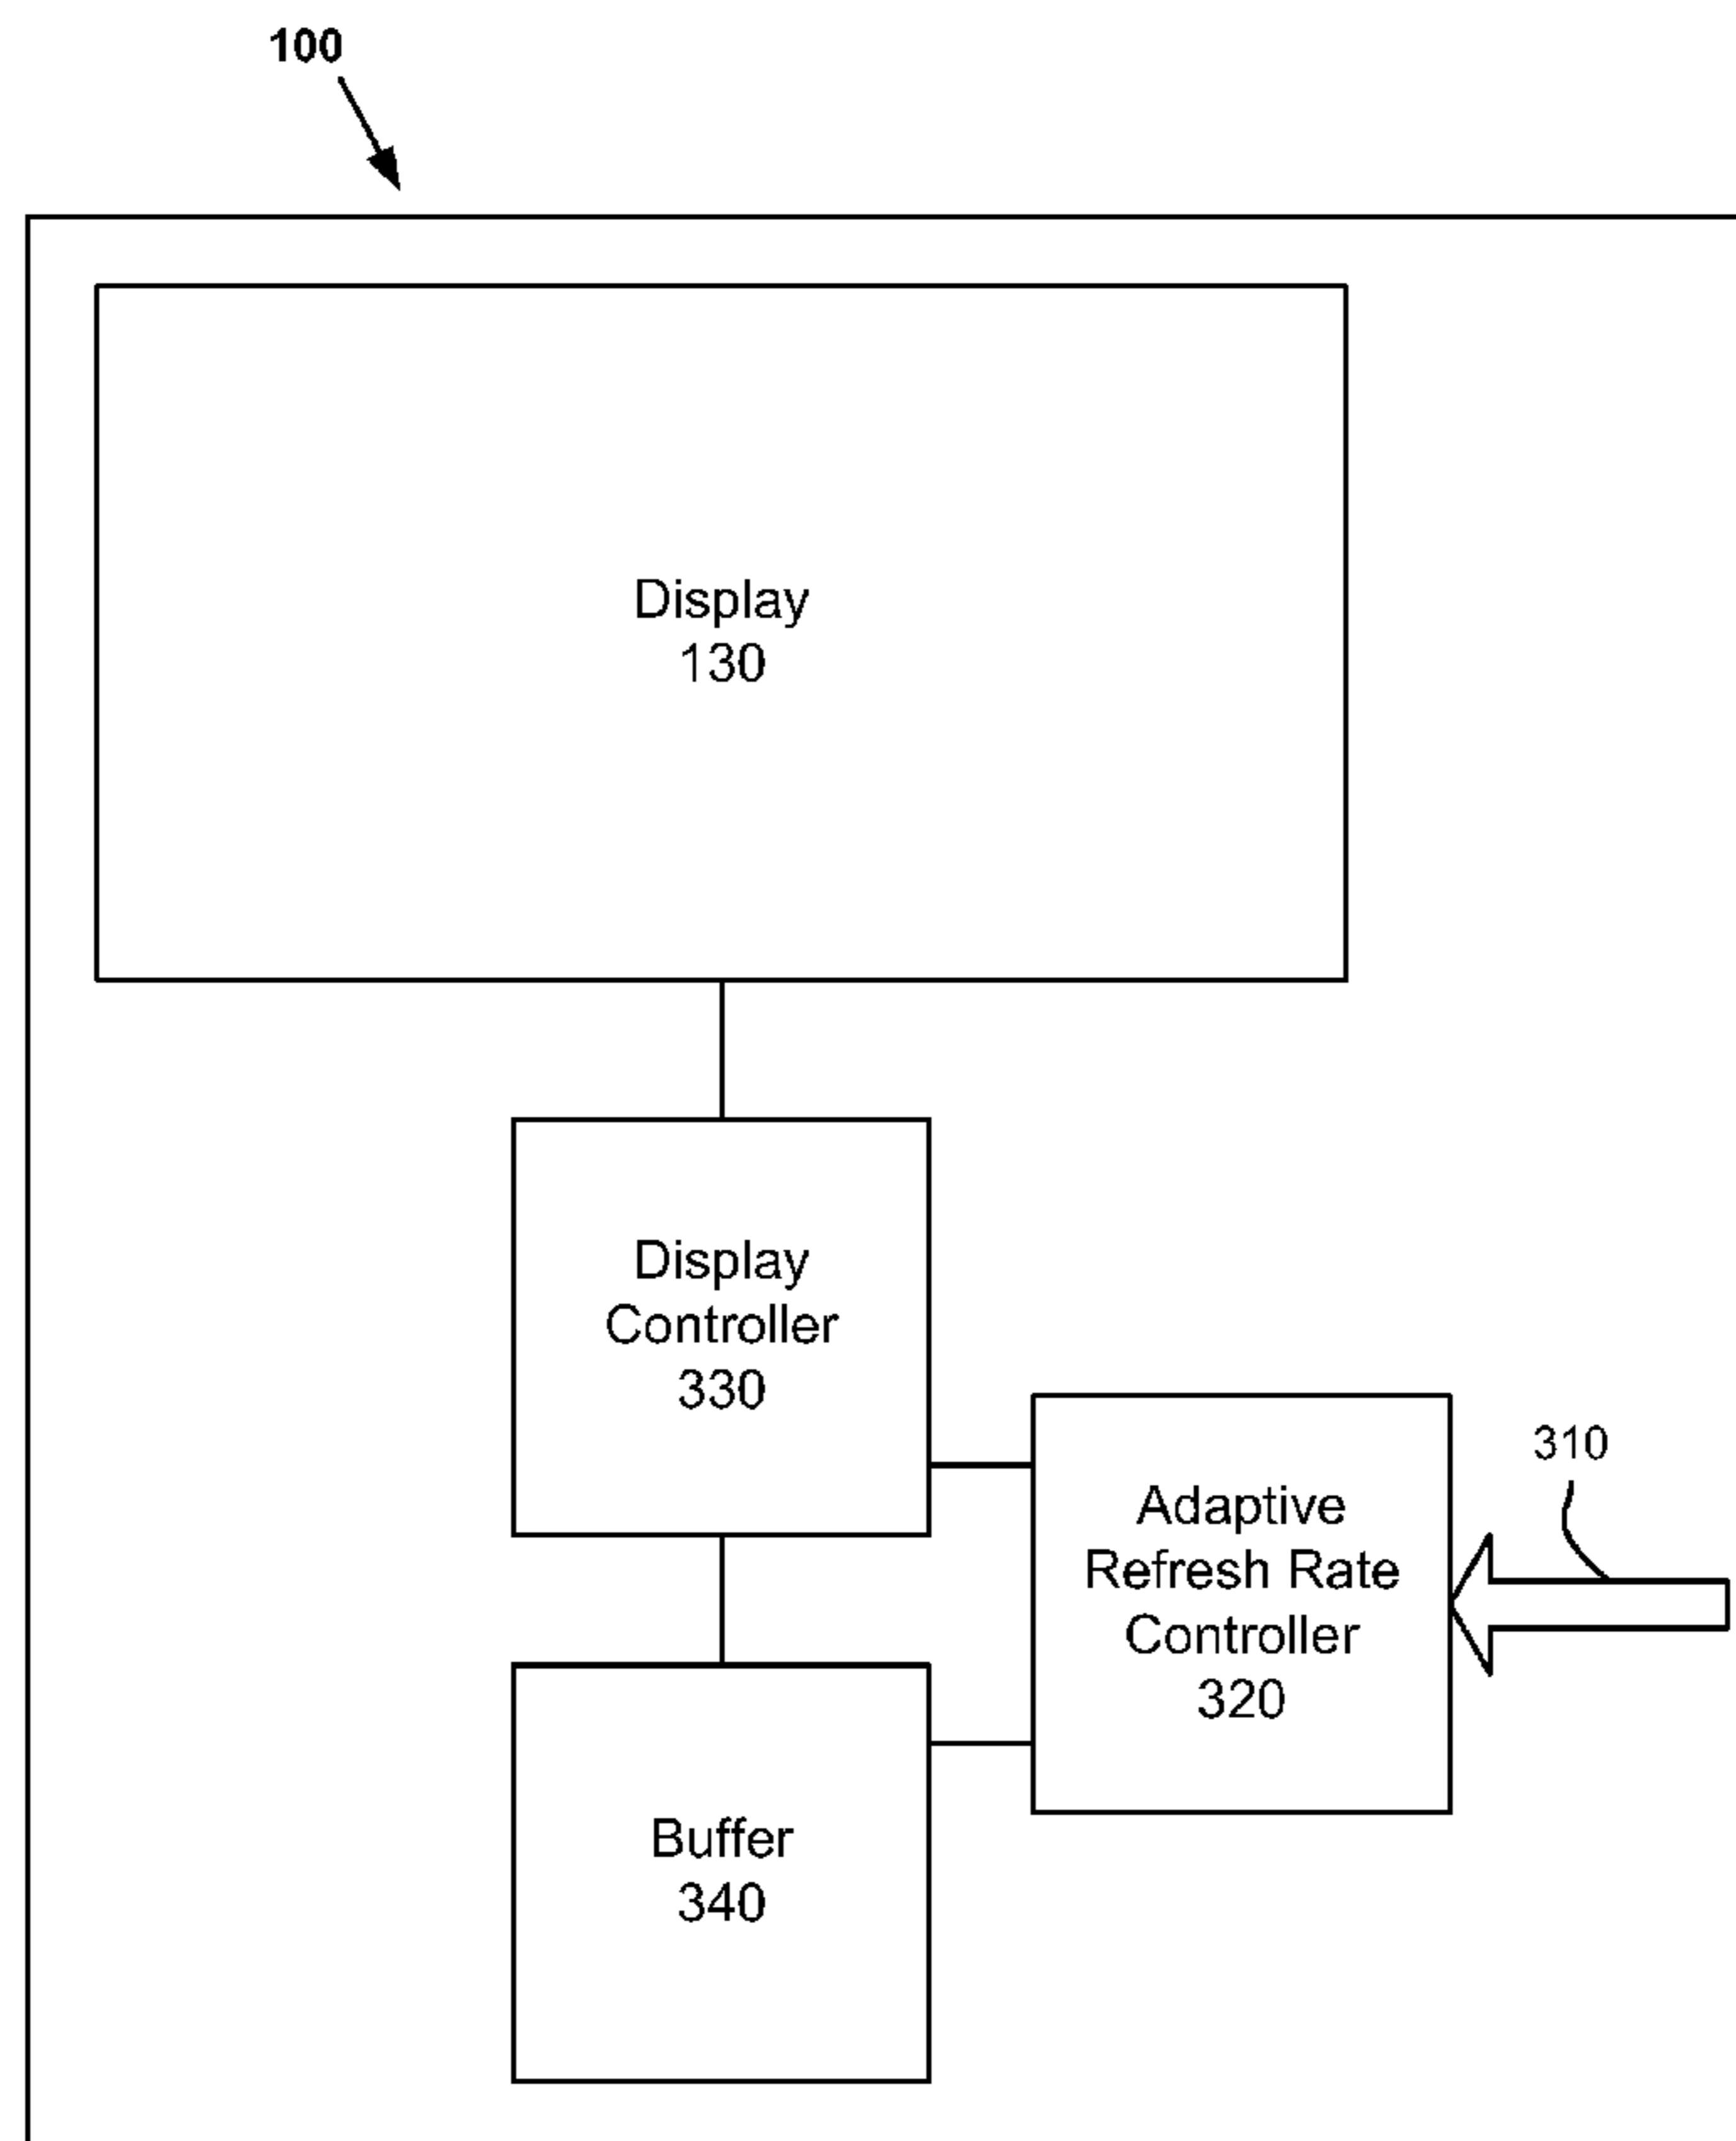 100
Display
130
Display
Controller
330
310
Adaptive
Refresh Rate
Controller
320
Buffer
340